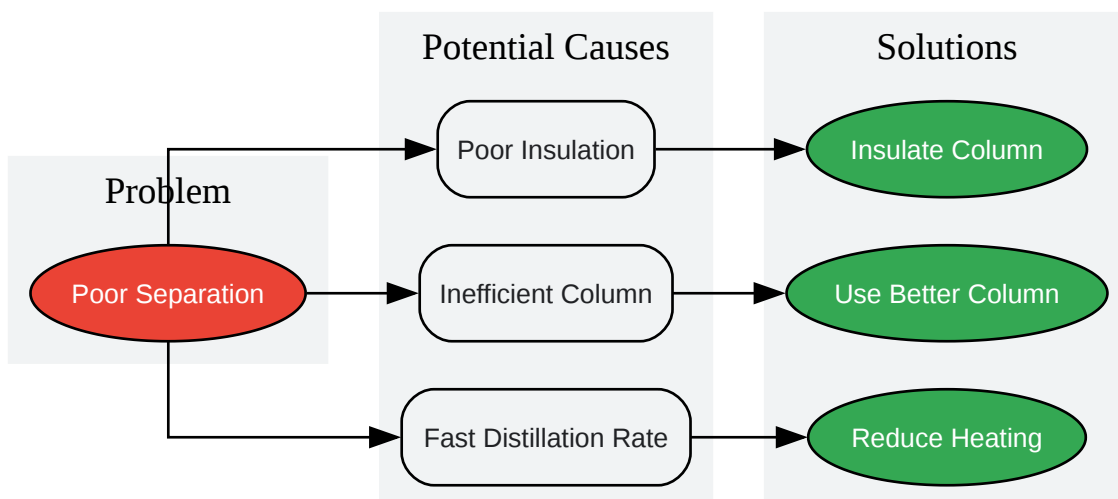 Problem
Poor Separation
Potential Causes
Poor Insulation
Inefficient Column
Fast Distillation Rate
Solutions
Insulate Column
Use Better Column
Reduce Heating